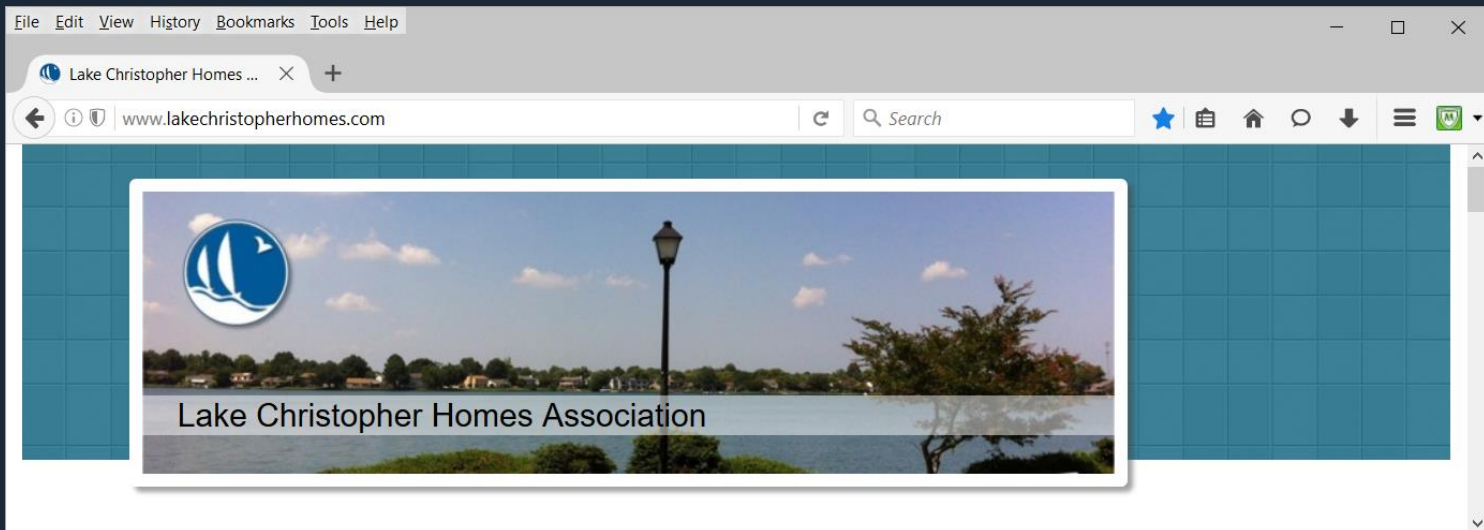 File Edit View History Bookmarks Tools Help
Lake Christopher Homes ...
www.lakechristopherhomes.com
Search
Lake Christopher Homes Association